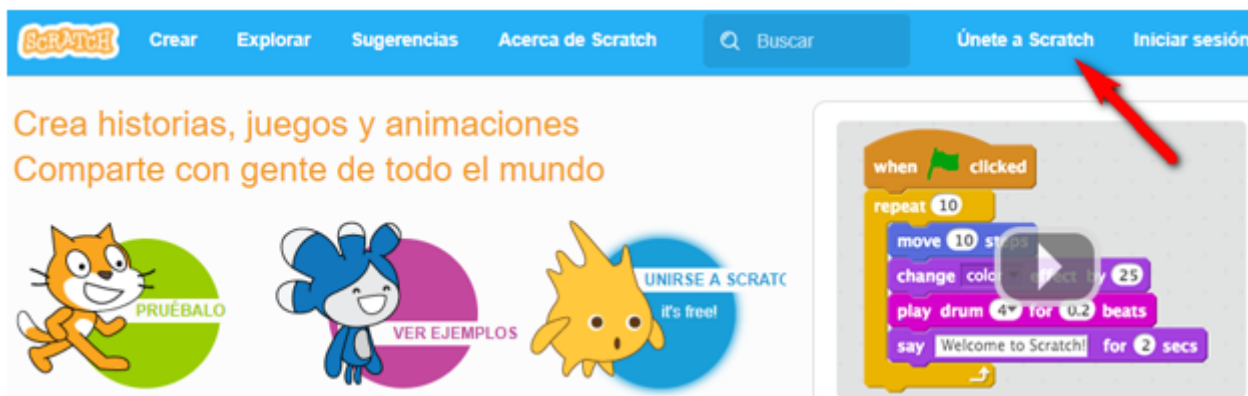 SCRATCH Crear Explorar Sugerencias Acerca de Scratch Buscar Únete a Scratch Iniciar sesión
Crea historias, juegos y animaciones
Comparte con gente de todo el mundo
PRUÉBALO
VER EJEMPLOS
UNIRSE A SCRATC
it's free!
when clicked
repeat 10
move 10 steps
change color effect by 25
play drum 4 for 0.2 beats
say Welcome to Scratch! for 2 secs